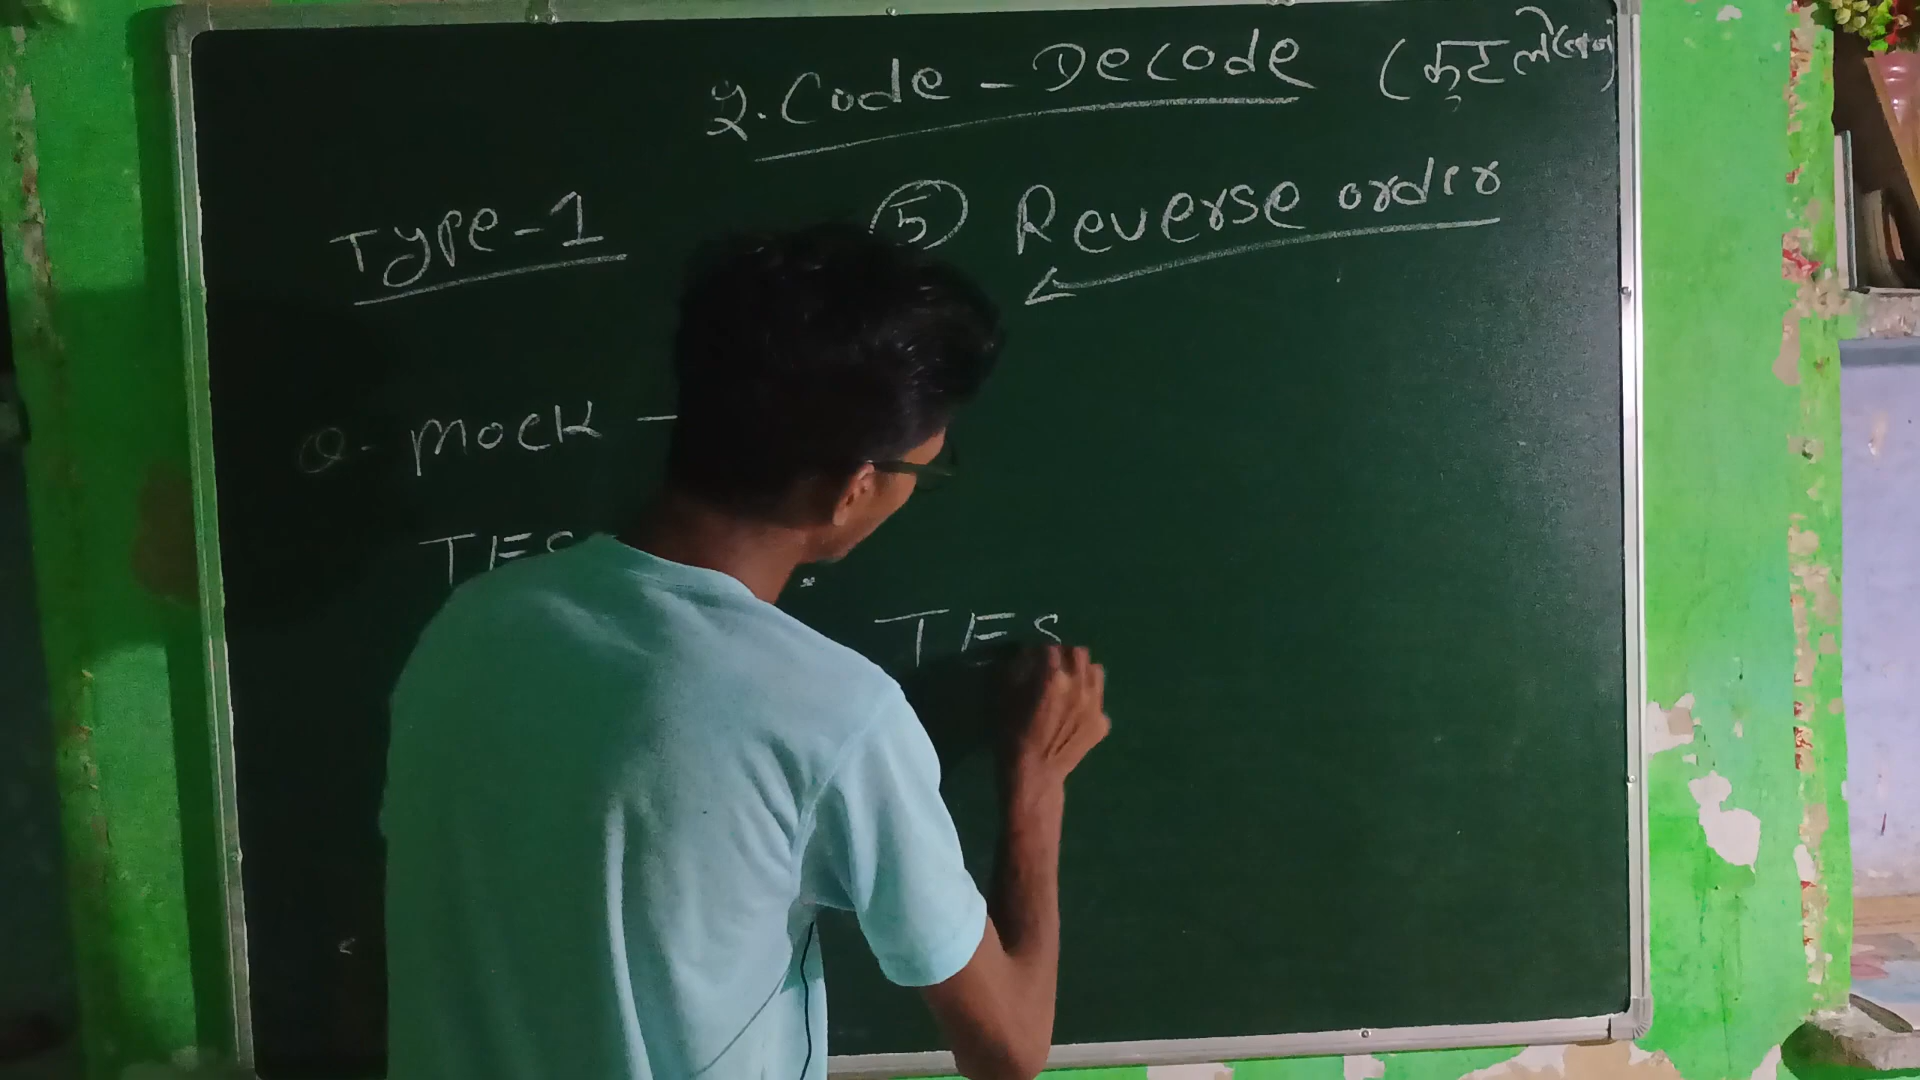 2. Code - Decode (कुटलेखन)
Type-1
⑤ Reverse order
Q- mock -
TES
TES